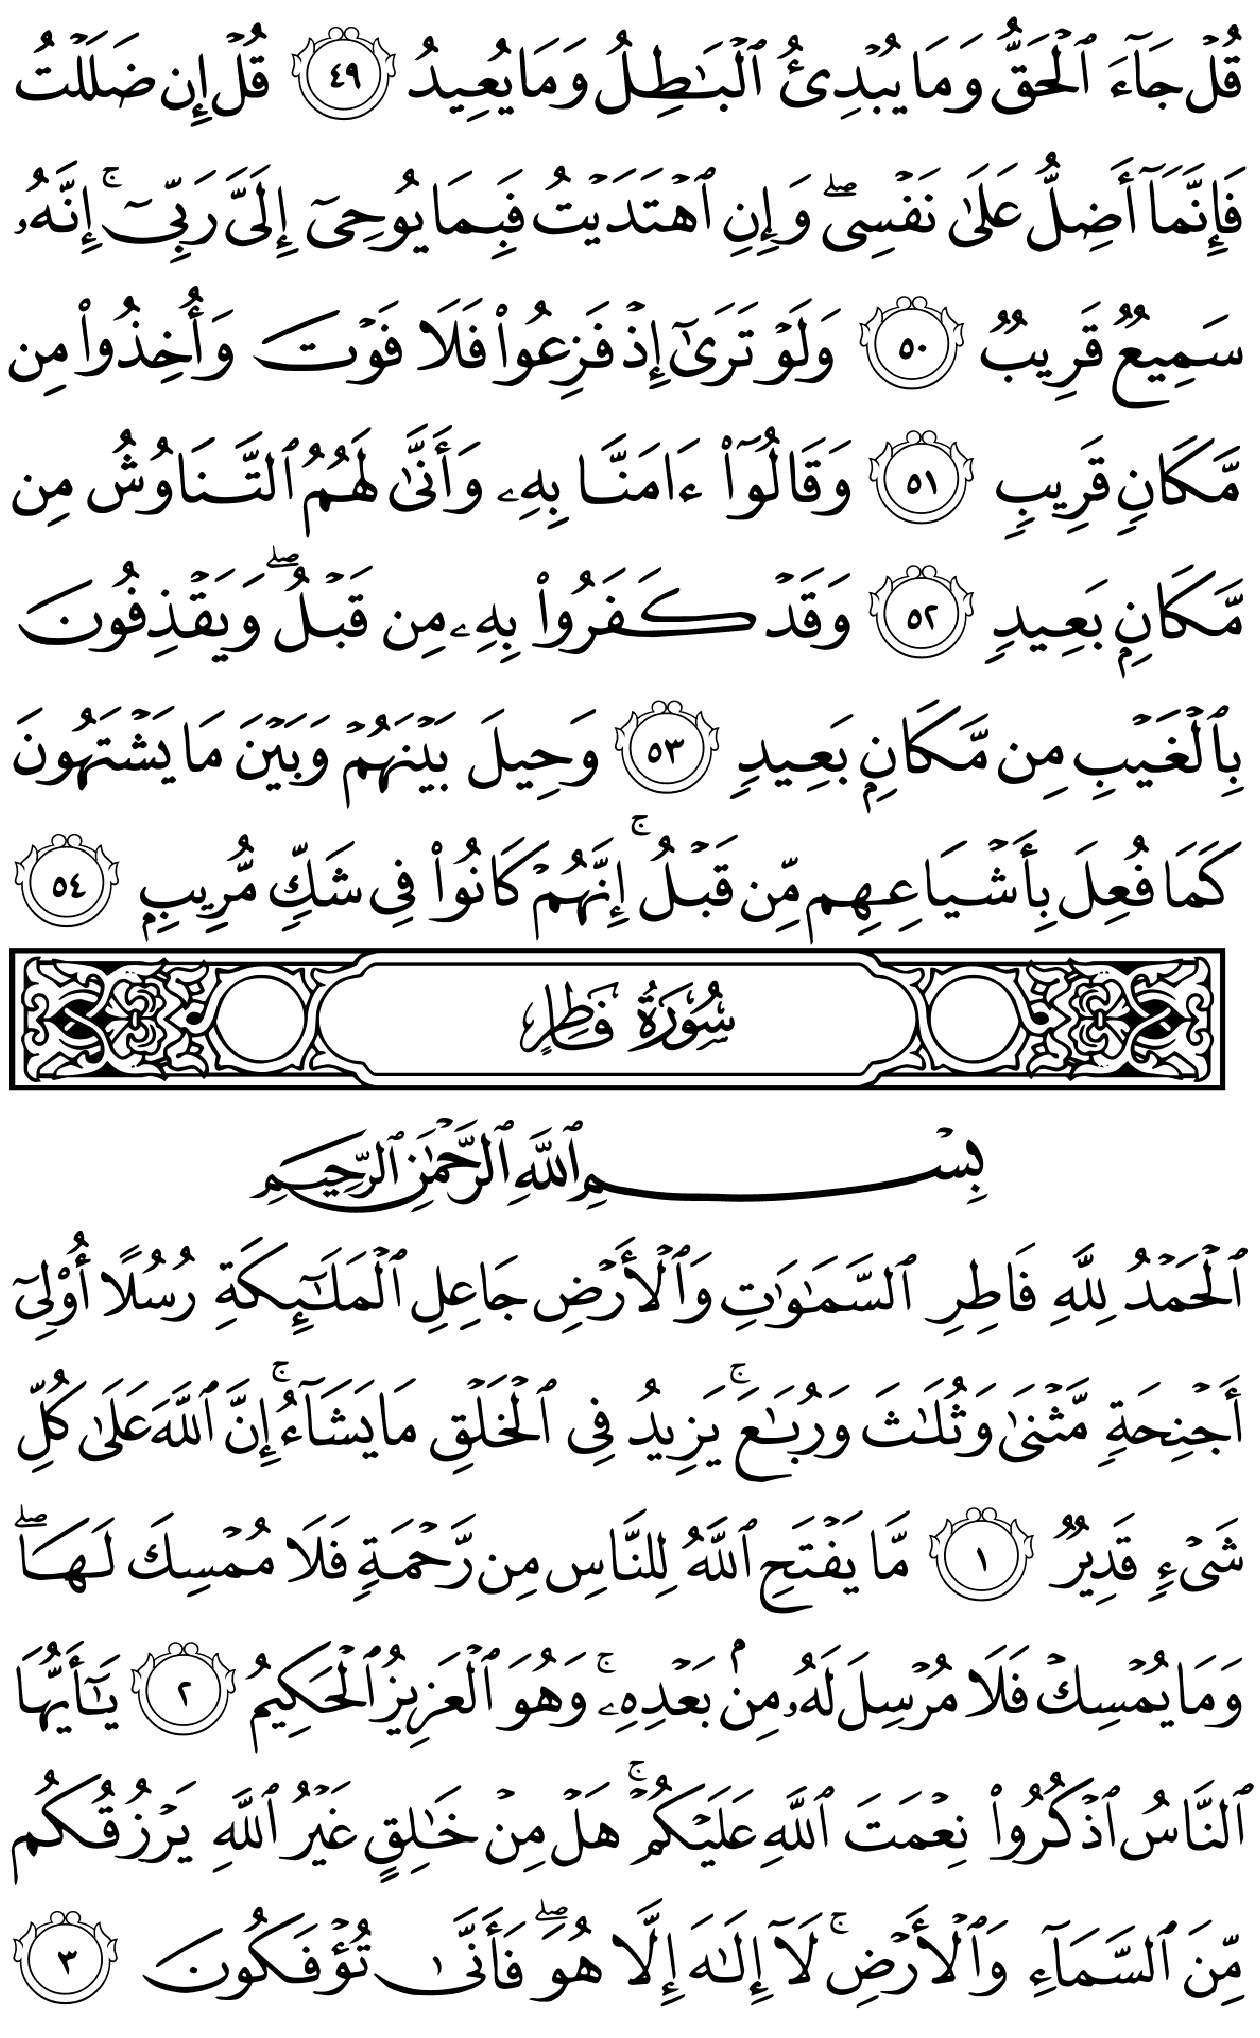 قُلۡ جَآءَ ٱلۡحَقُّ وَمَا يُبۡدِئُ ٱلۡبَٰطِلُ وَمَا يُعِيدُ ٤٩ قُلۡ إِن ضَلَلۡتُ
فَإِنَّمَآ أَضِلُّ عَلَىٰ نَفۡسِيۖ وَإِنِ ٱهۡتَدَيۡتُ فَبِمَا يُوحِيٓ إِلَيَّ رَبِّيٓۚ إِنَّهُۥ
سَمِيعٞ قَرِيبٞ ٥٠ وَلَوۡ تَرَىٰٓ إِذۡ فَزِعُواْ فَلَا فَوۡتَ وَأُخِذُواْ مِن
مَّكَانٖ قَرِيبٖ ٥١ وَقَالُوٓاْ ءَامَنَّا بِهِۦ وَأَنَّىٰ لَهُمُ ٱلتَّنَاوُشُ مِن
مَّكَانِۭ بَعِيدٖ ٥٢ وَقَدۡ كَفَرُواْ بِهِۦ مِن قَبۡلُۖ وَيَقۡذِفُونَ
بِٱلۡغَيۡبِ مِن مَّكَانِۭ بَعِيدٖ ٥٣ وَحِيلَ بَيۡنَهُمۡ وَبَيۡنَ مَا يَشۡتَهُونَ
كَمَا فُعِلَ بِأَشۡيَاعِهِم مِّن قَبۡلُۚ إِنَّهُمۡ كَانُواْ فِي شَكّٖ مُّرِيبِۭ ٥٤
سُورَةُ فَاطِرٍ
بِسۡمِ ٱللَّهِ ٱلرَّحۡمَٰنِ ٱلرَّحِيمِ
ٱلۡحَمۡدُ لِلَّهِ فَاطِرِ ٱلسَّمَٰوَٰتِ وَٱلۡأَرۡضِ جَاعِلِ ٱلۡمَلَٰٓئِكَةِ رُسُلًا أُوْلِيٓ
أَجۡنِحَةٖ مَّثۡنَىٰ وَثُلَٰثَ وَرُبَٰعَۚ يَزِيدُ فِي ٱلۡخَلۡقِ مَا يَشَآءُۚ إِنَّ ٱللَّهَ عَلَىٰ كُلِّ
شَيۡءٖ قَدِيرٞ ١ مَّا يَفۡتَحِ ٱللَّهُ لِلنَّاسِ مِن رَّحۡمَةٖ فَلَا مُمۡسِكَ لَهَاۖ
وَمَا يُمۡسِكۡ فَلَا مُرۡسِلَ لَهُۥ مِنۢ بَعۡدِهِۦۚ وَهُوَ ٱلۡعَزِيزُ ٱلۡحَكِيمُ ٢ يَٰٓأَيُّهَا
ٱلنَّاسُ ٱذۡكُرُواْ نِعۡمَتَ ٱللَّهِ عَلَيۡكُمۡۚ هَلۡ مِنۡ خَٰلِقٍ غَيۡرُ ٱللَّهِ يَرۡزُقُكُم
مِّنَ ٱلسَّمَآءِ وَٱلۡأَرۡضِۚ لَآ إِلَٰهَ إِلَّا هُوَۖ فَأَنَّىٰ تُؤۡفَكُونَ ٣